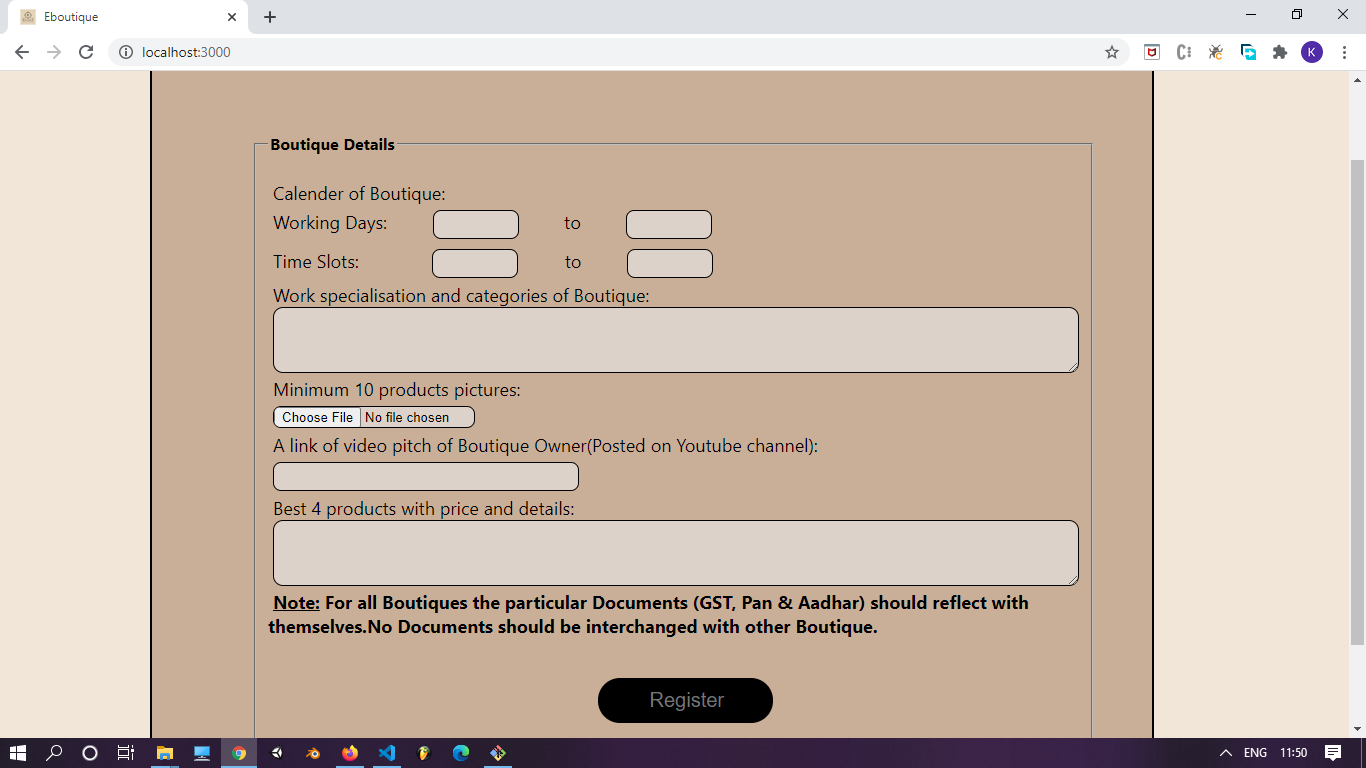 Eboutique
localhost:3000
K
Boutique Details
Calender of Boutique:
Working Days: to
Time Slots: to
Work specialisation and categories of Boutique:
Minimum 10 products pictures:
Choose File No file chosen
A link of video pitch of Boutique Owner(Posted on Youtube channel):
Best 4 products with price and details:
Note: For all Boutiques the particular Documents (GST, Pan & Aadhar) should reflect with
themselves.No Documents should be interchanged with other Boutique.
Register
ENG 11:50